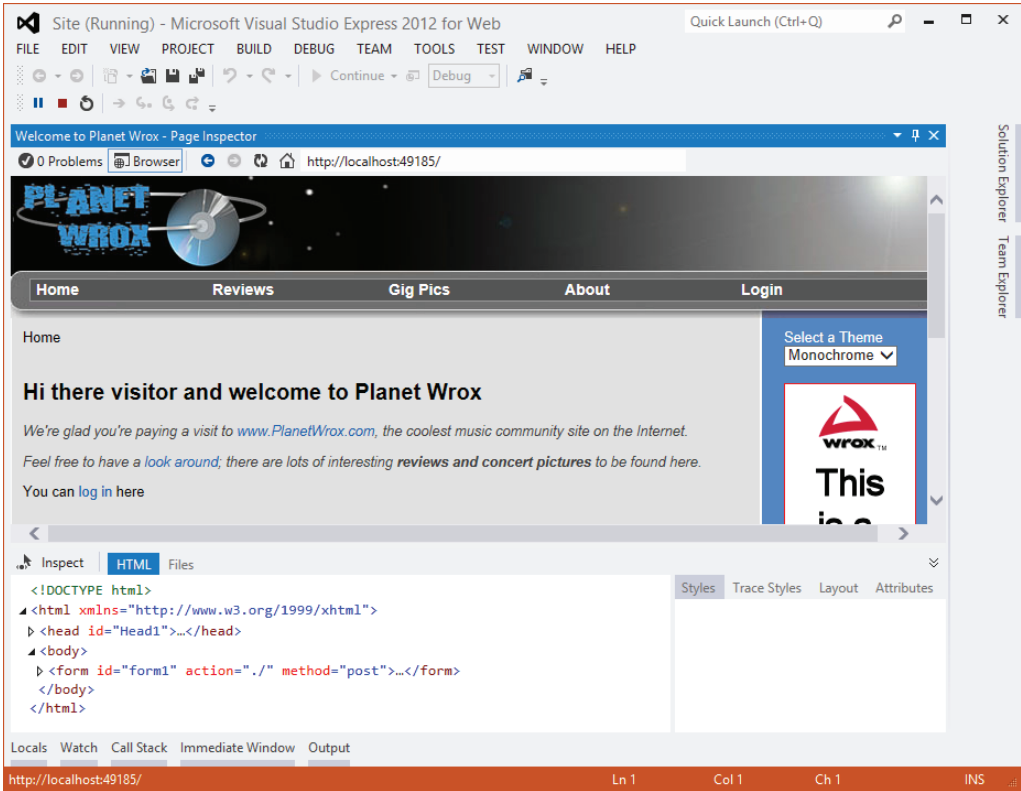 Site (Running) - Microsoft Visual Studio Express 2012 for Web
Quick Launch (Ctrl+Q)
FILE EDIT VIEW PROJECT BUILD DEBUG TEAM TOOLS TEST WINDOW HELP
Continue Debug
Welcome to Planet Wrox - Page Inspector
0 Problems Browser http://localhost:49185/
PLANET
WROX
Home Reviews Gig Pics About Login
Home
Select a Theme
Monochrome
Hi there visitor and welcome to Planet Wrox
We're glad you're paying a visit to www.PlanetWrox.com, the coolest music community site on the Internet.
Feel free to have a look around; there are lots of interesting reviews and concert pictures to be found here.
You can log in here
wrox™
This
is a
Solution Explorer
Team Explorer
Inspect HTML Files
<!DOCTYPE html>
<html xmlns="http://www.w3.org/1999/xhtml">
<head id="Head1">…</head>
<body>
<form id="form1" action="./" method="post">…</form>
</body>
</html>
Styles Trace Styles Layout Attributes
Locals Watch Call Stack Immediate Window Output
http://localhost:49185/ Ln 1 Col 1 Ch 1 INS